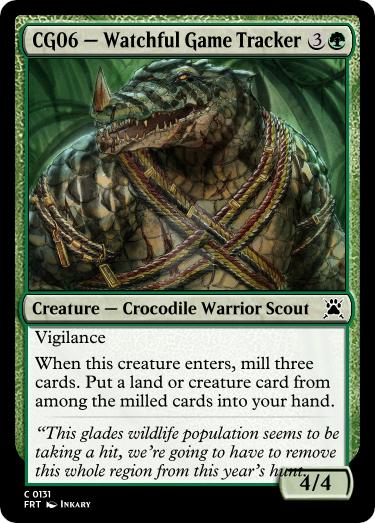 CG06 — Watchful Game Tracker 3
Creature — Crocodile Warrior Scout
Vigilance
When this creature enters, mill three
cards. Put a land or creature card from
among the milled cards into your hand.
“This glades wildlife population seems to be
taking a hit, we’re going to have to remove
this whole region from this year’s hunt.
4/4
C 0131
FRT INKARY